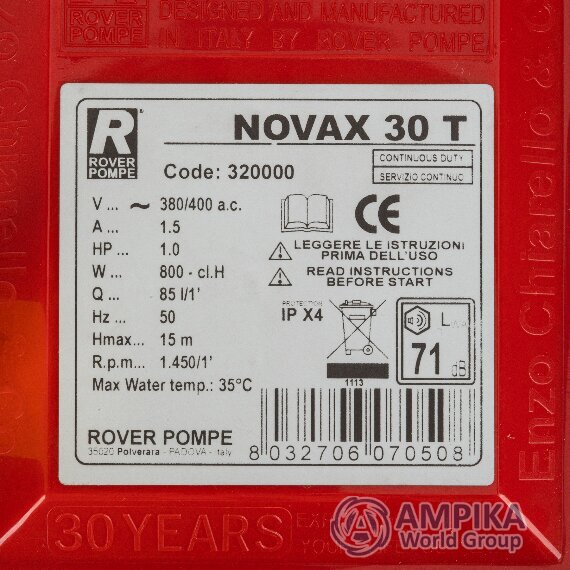 ROVER
POMPE
DESIGNED AND MANUFACTURED
IN ITALY BY ROVER POMPE
R
ROVER
POMPE
NOVAX 30 T
Code: 320000
CONTINUOUS DUTY
SERVIZIO CONTINUO
V ... ~ 380/400 a.c.
A ... 1.5
HP ... 1.0
W ... 800 - cl.H
Q ... 85 l/1'
Hz ... 50
Hmax ... 15 m
R.p.m ... 1.450/1'
Max Water temp.: 35°C
CE
LEGGERE LE ISTRUZIONI
PRIMA DELL'USO
READ INSTRUCTIONS
BEFORE START
PROTECTION
IP X4
1113
L
71
dB
ROVER POMPE
35020 Polverara - PADOVA - Italy
8 032706 070508
Enzo Chiarello &
30 YEARS
AMPIKA
World Group